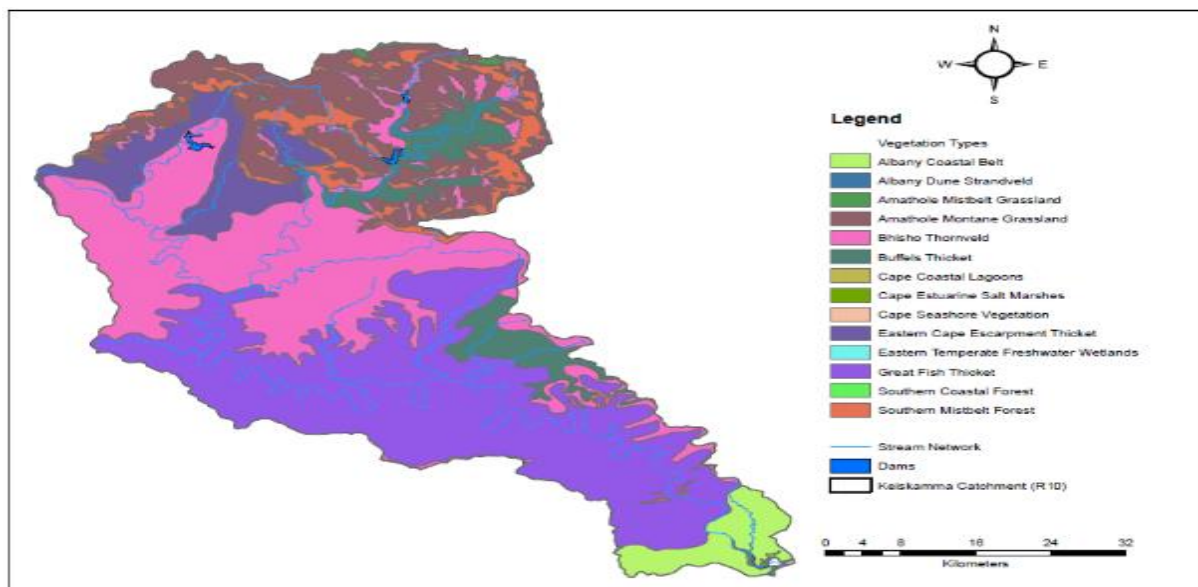 N
W E
S
Legend
Vegetation Types
Albany Coastal Belt
Albany Dune Strandveld
Amathole Mistbelt Grassland
Amathole Montane Grassland
Bhisho Thornveld
Buffels Thicket
Cape Coastal Lagoons
Cape Estuarine Salt Marshes
Cape Seashore Vegetation
Eastern Cape Escarpment Thicket
Eastern Temperate Freshwater Wetlands
Great Fish Thicket
Southern Coastal Forest
Southern Mistbelt Forest
Stream Network
Dams
Keiskamma Catchment (R10)
0 4 8 16 24 32
Kilometers